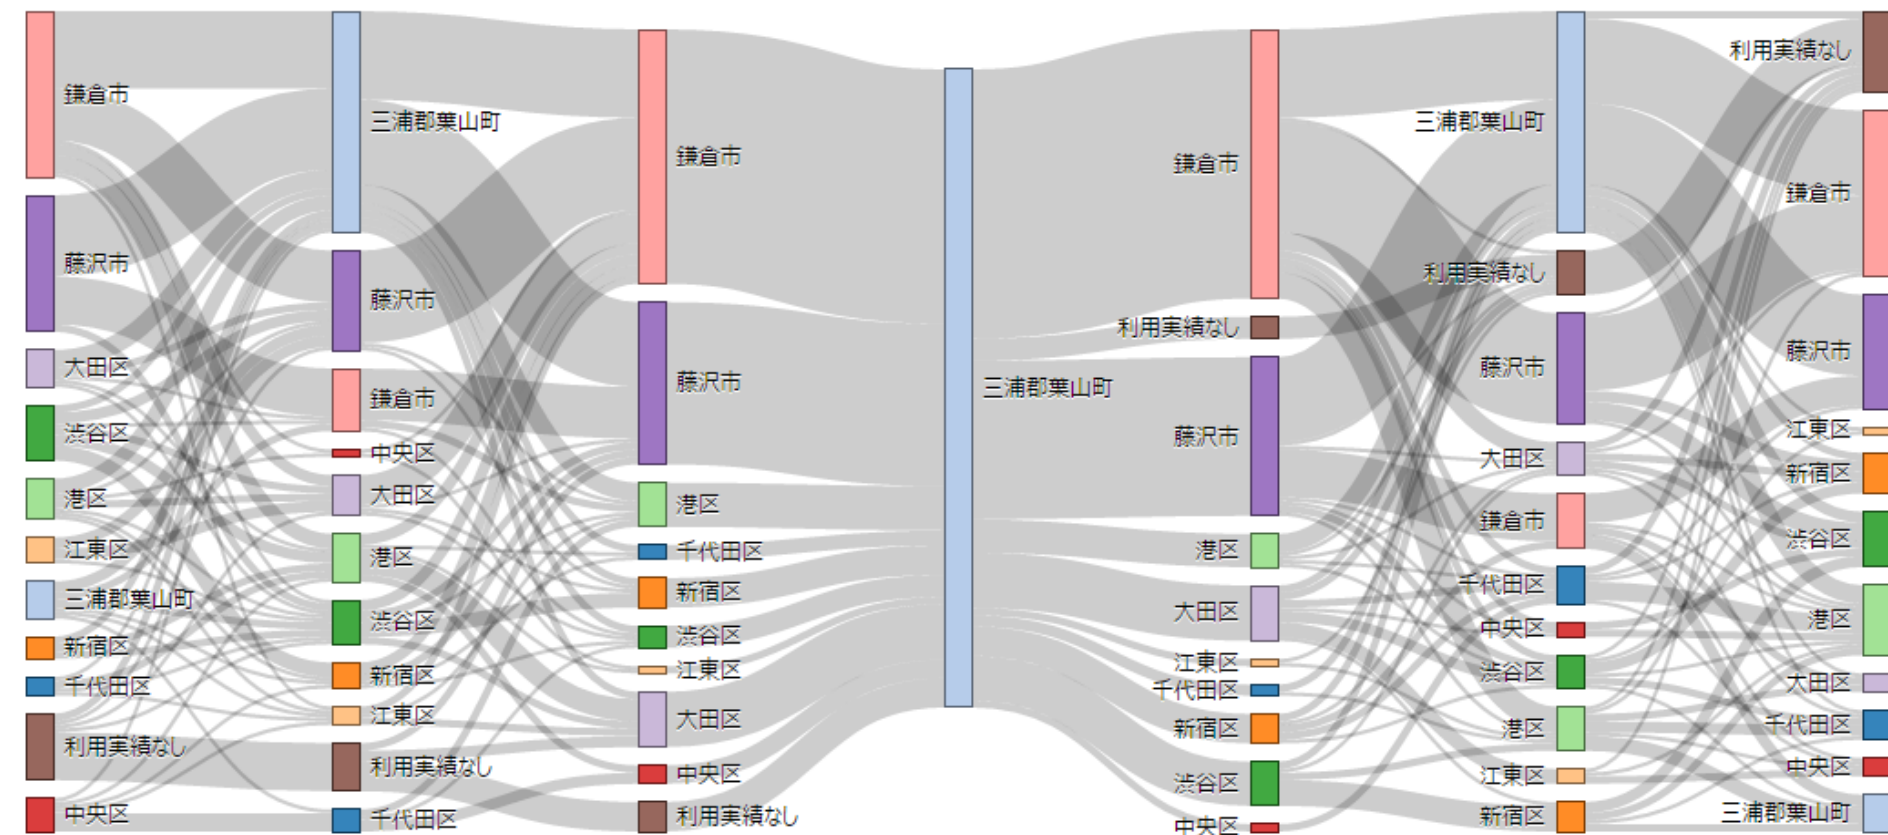 鎌倉市
藤沢市
大田区
渋谷区
港区
江東区
三浦郡葉山町
新宿区
千代田区
利用実績なし
中央区
三浦郡葉山町
藤沢市
鎌倉市
中央区
大田区
港区
渋谷区
新宿区
江東区
利用実績なし
千代田区
鎌倉市
藤沢市
港区
千代田区
新宿区
渋谷区
江東区
大田区
中央区
利用実績なし
三浦郡葉山町
鎌倉市
利用実績なし
藤沢市
港区
大田区
江東区
千代田区
新宿区
渋谷区
中央区
三浦郡葉山町
利用実績なし
藤沢市
大田区
鎌倉市
千代田区
中央区
渋谷区
港区
江東区
新宿区
利用実績なし
鎌倉市
藤沢市
江東区
新宿区
渋谷区
港区
大田区
千代田区
中央区
三浦郡葉山町